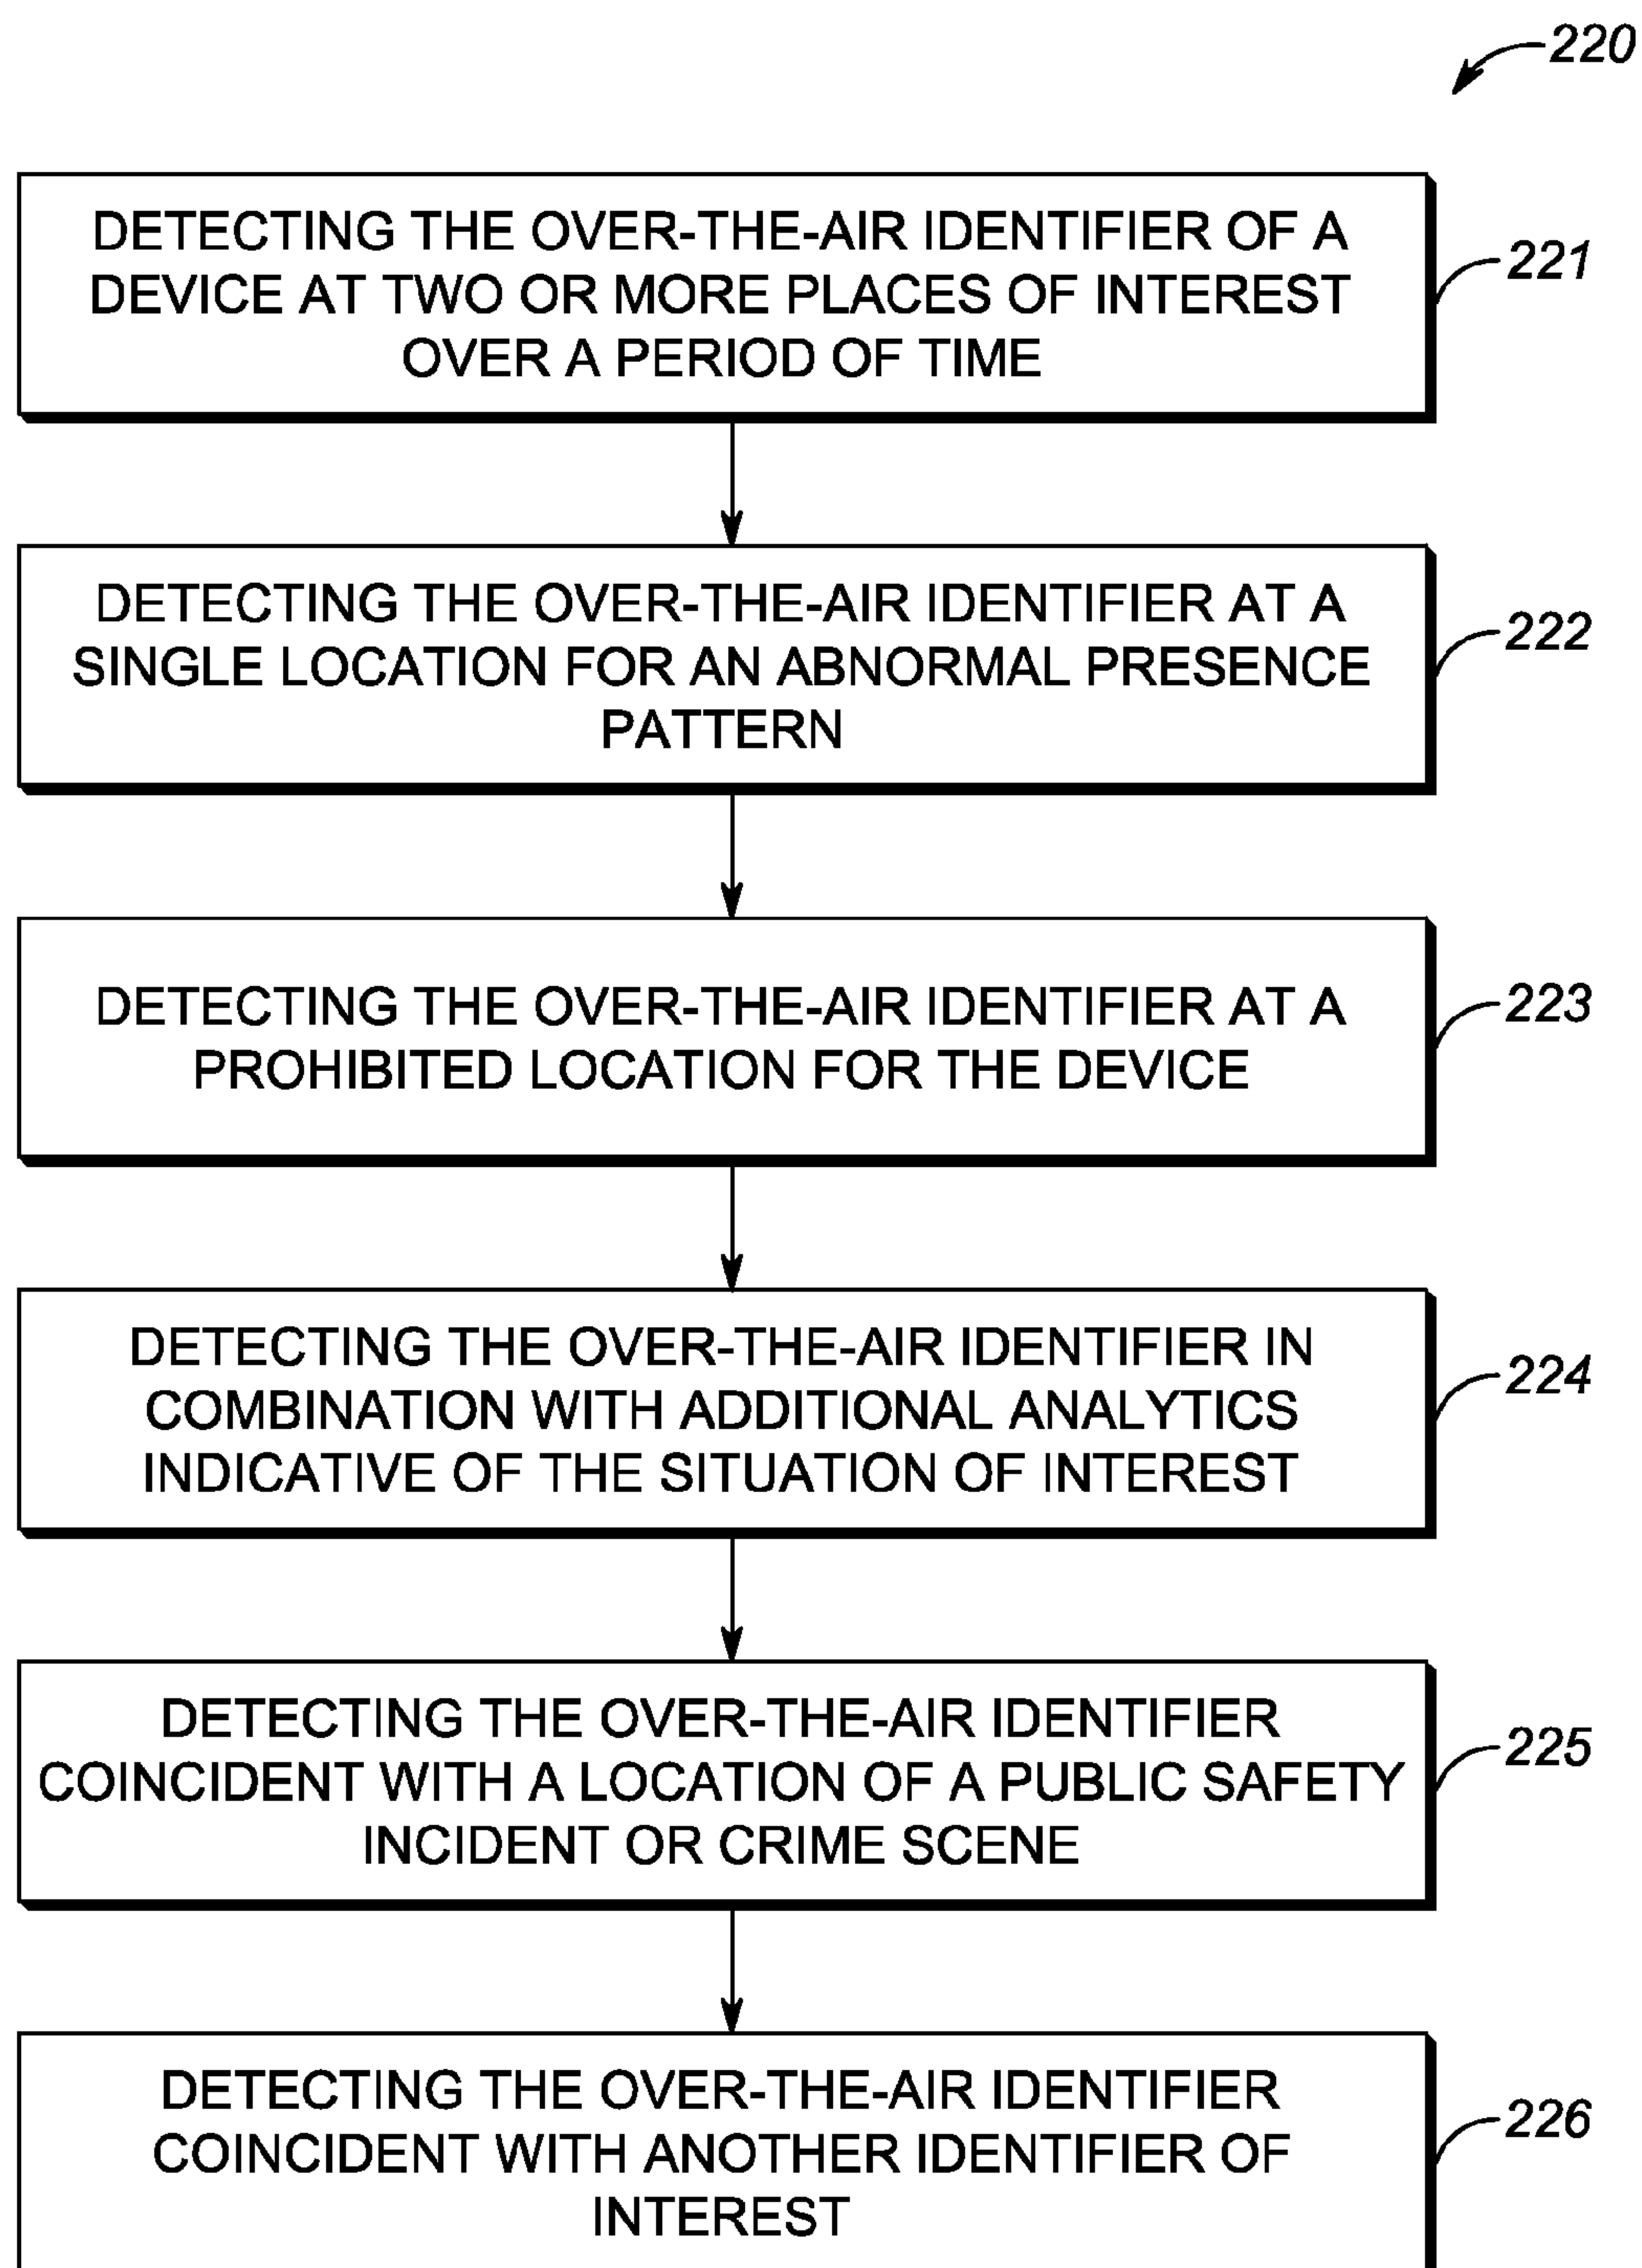 220
DETECTING THE OVER-THE-AIR IDENTIFIER OF A
DEVICE AT TWO OR MORE PLACES OF INTEREST
OVER A PERIOD OF TIME
221
DETECTING THE OVER-THE-AIR IDENTIFIER AT A
SINGLE LOCATION FOR AN ABNORMAL PRESENCE
PATTERN
222
DETECTING THE OVER-THE-AIR IDENTIFIER AT A
PROHIBITED LOCATION FOR THE DEVICE
223
DETECTING THE OVER-THE-AIR IDENTIFIER IN
COMBINATION WITH ADDITIONAL ANALYTICS
INDICATIVE OF THE SITUATION OF INTEREST
224
DETECTING THE OVER-THE-AIR IDENTIFIER
COINCIDENT WITH A LOCATION OF A PUBLIC SAFETY
INCIDENT OR CRIME SCENE
225
DETECTING THE OVER-THE-AIR IDENTIFIER
COINCIDENT WITH ANOTHER IDENTIFIER OF
INTEREST
226